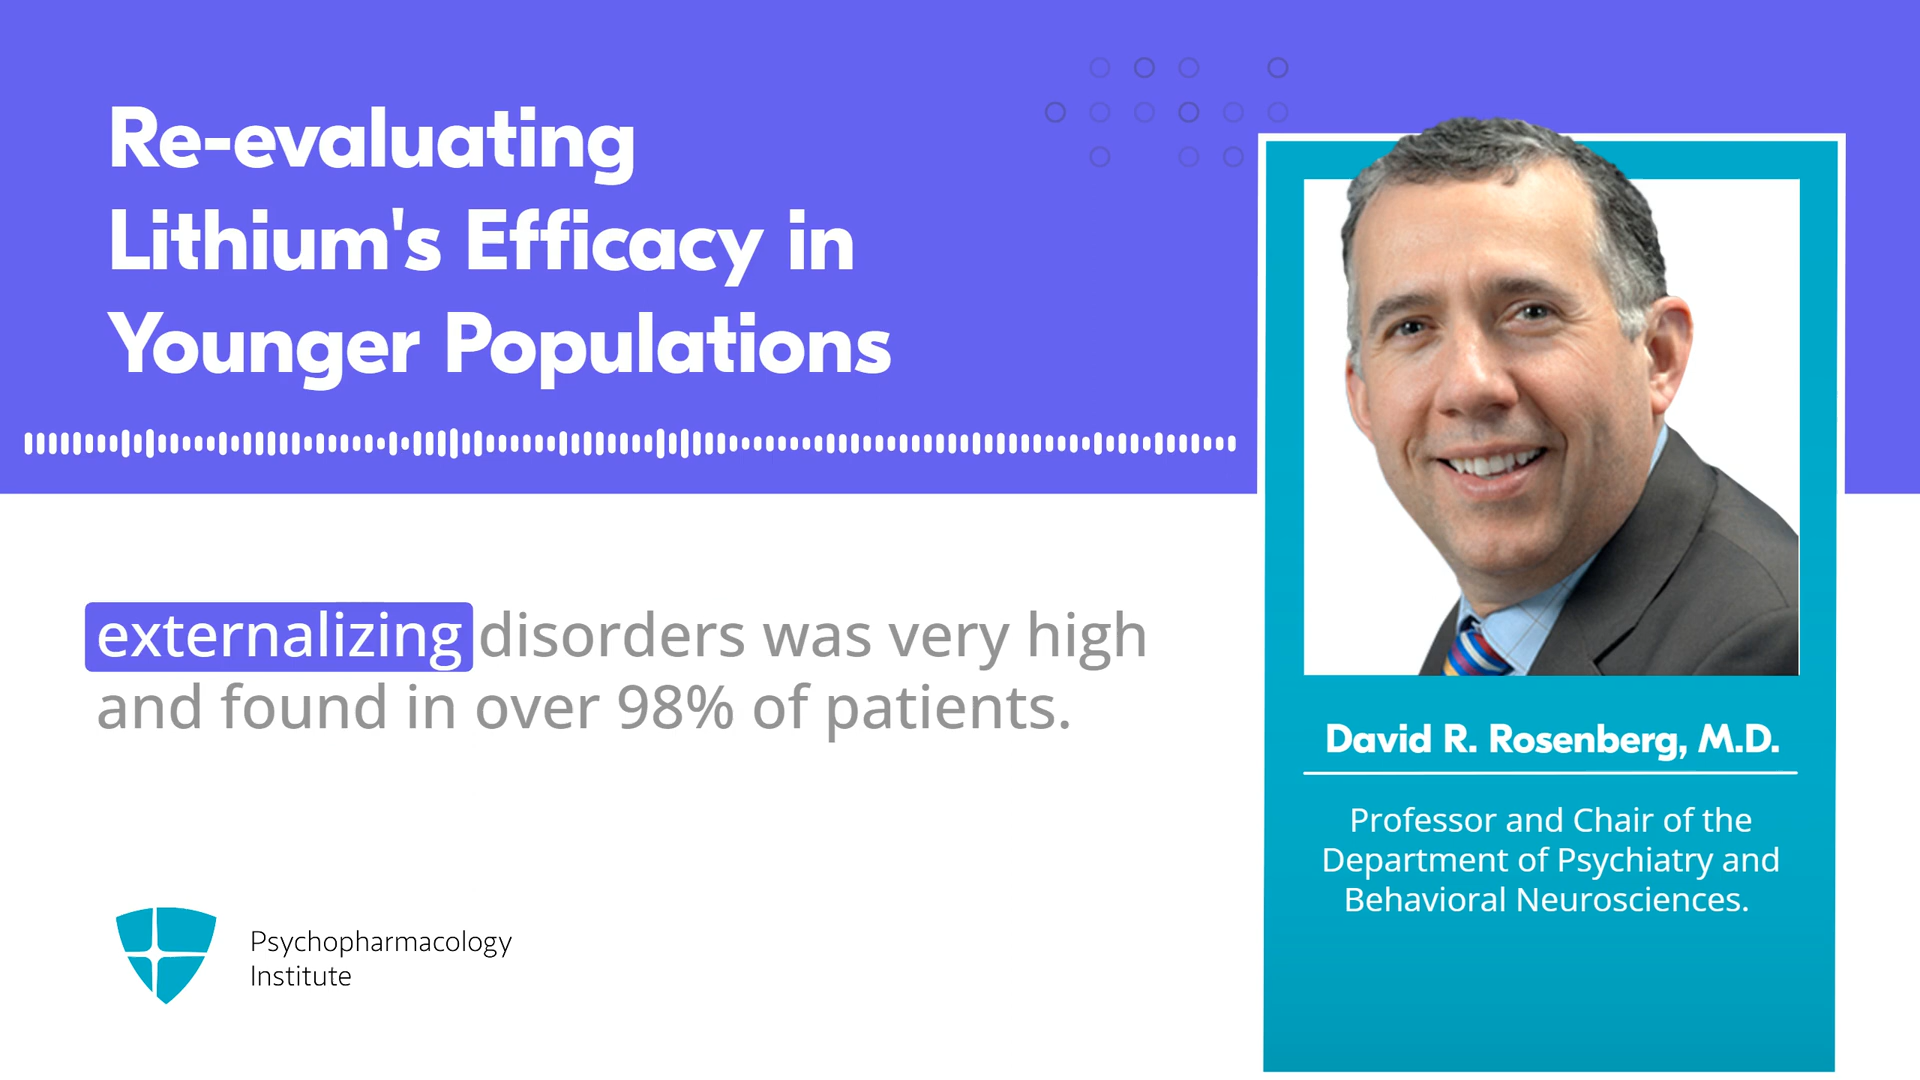 Re-evaluating
Lithium's Efficacy in
Younger Populations
externalizing disorders was very high
and found in over 98% of patients.
Psychopharmacology
Institute
David R. Rosenberg, M.D.
Professor and Chair of the
Department of Psychiatry and
Behavioral Neurosciences.